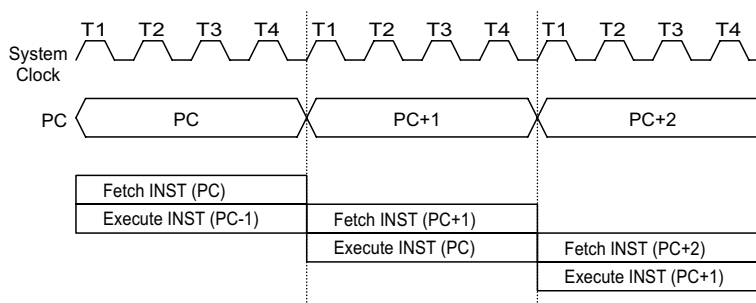 T1 T2 T3 T4 T1 T2 T3 T4 T1 T2 T3 T4
System
Clock
PC PC PC+1 PC+2
Fetch INST (PC)
Execute INST (PC-1) Fetch INST (PC+1)
Execute INST (PC) Fetch INST (PC+2)
Execute INST (PC+1)